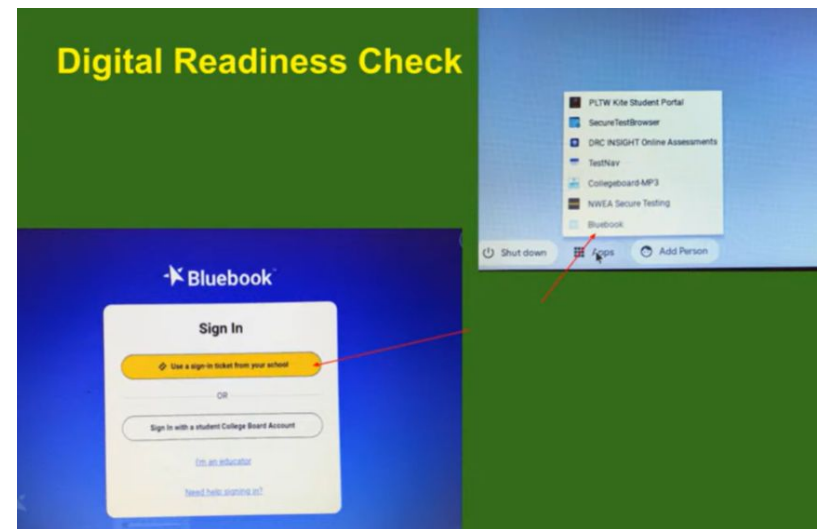 Digital Readiness Check
PLTW Kite Student Portal
SecureTestBrowser
DRC INSIGHT Online Assessments
TestNav
Collegeboard-MP3
NWEA Secure Testing
Bluebook
Shut down
Apps
Add Person
Bluebook
Sign In
Use a sign-in ticket from your school
OR
Sign In with a student College Board Account
I'm an educator
Need help signing in?